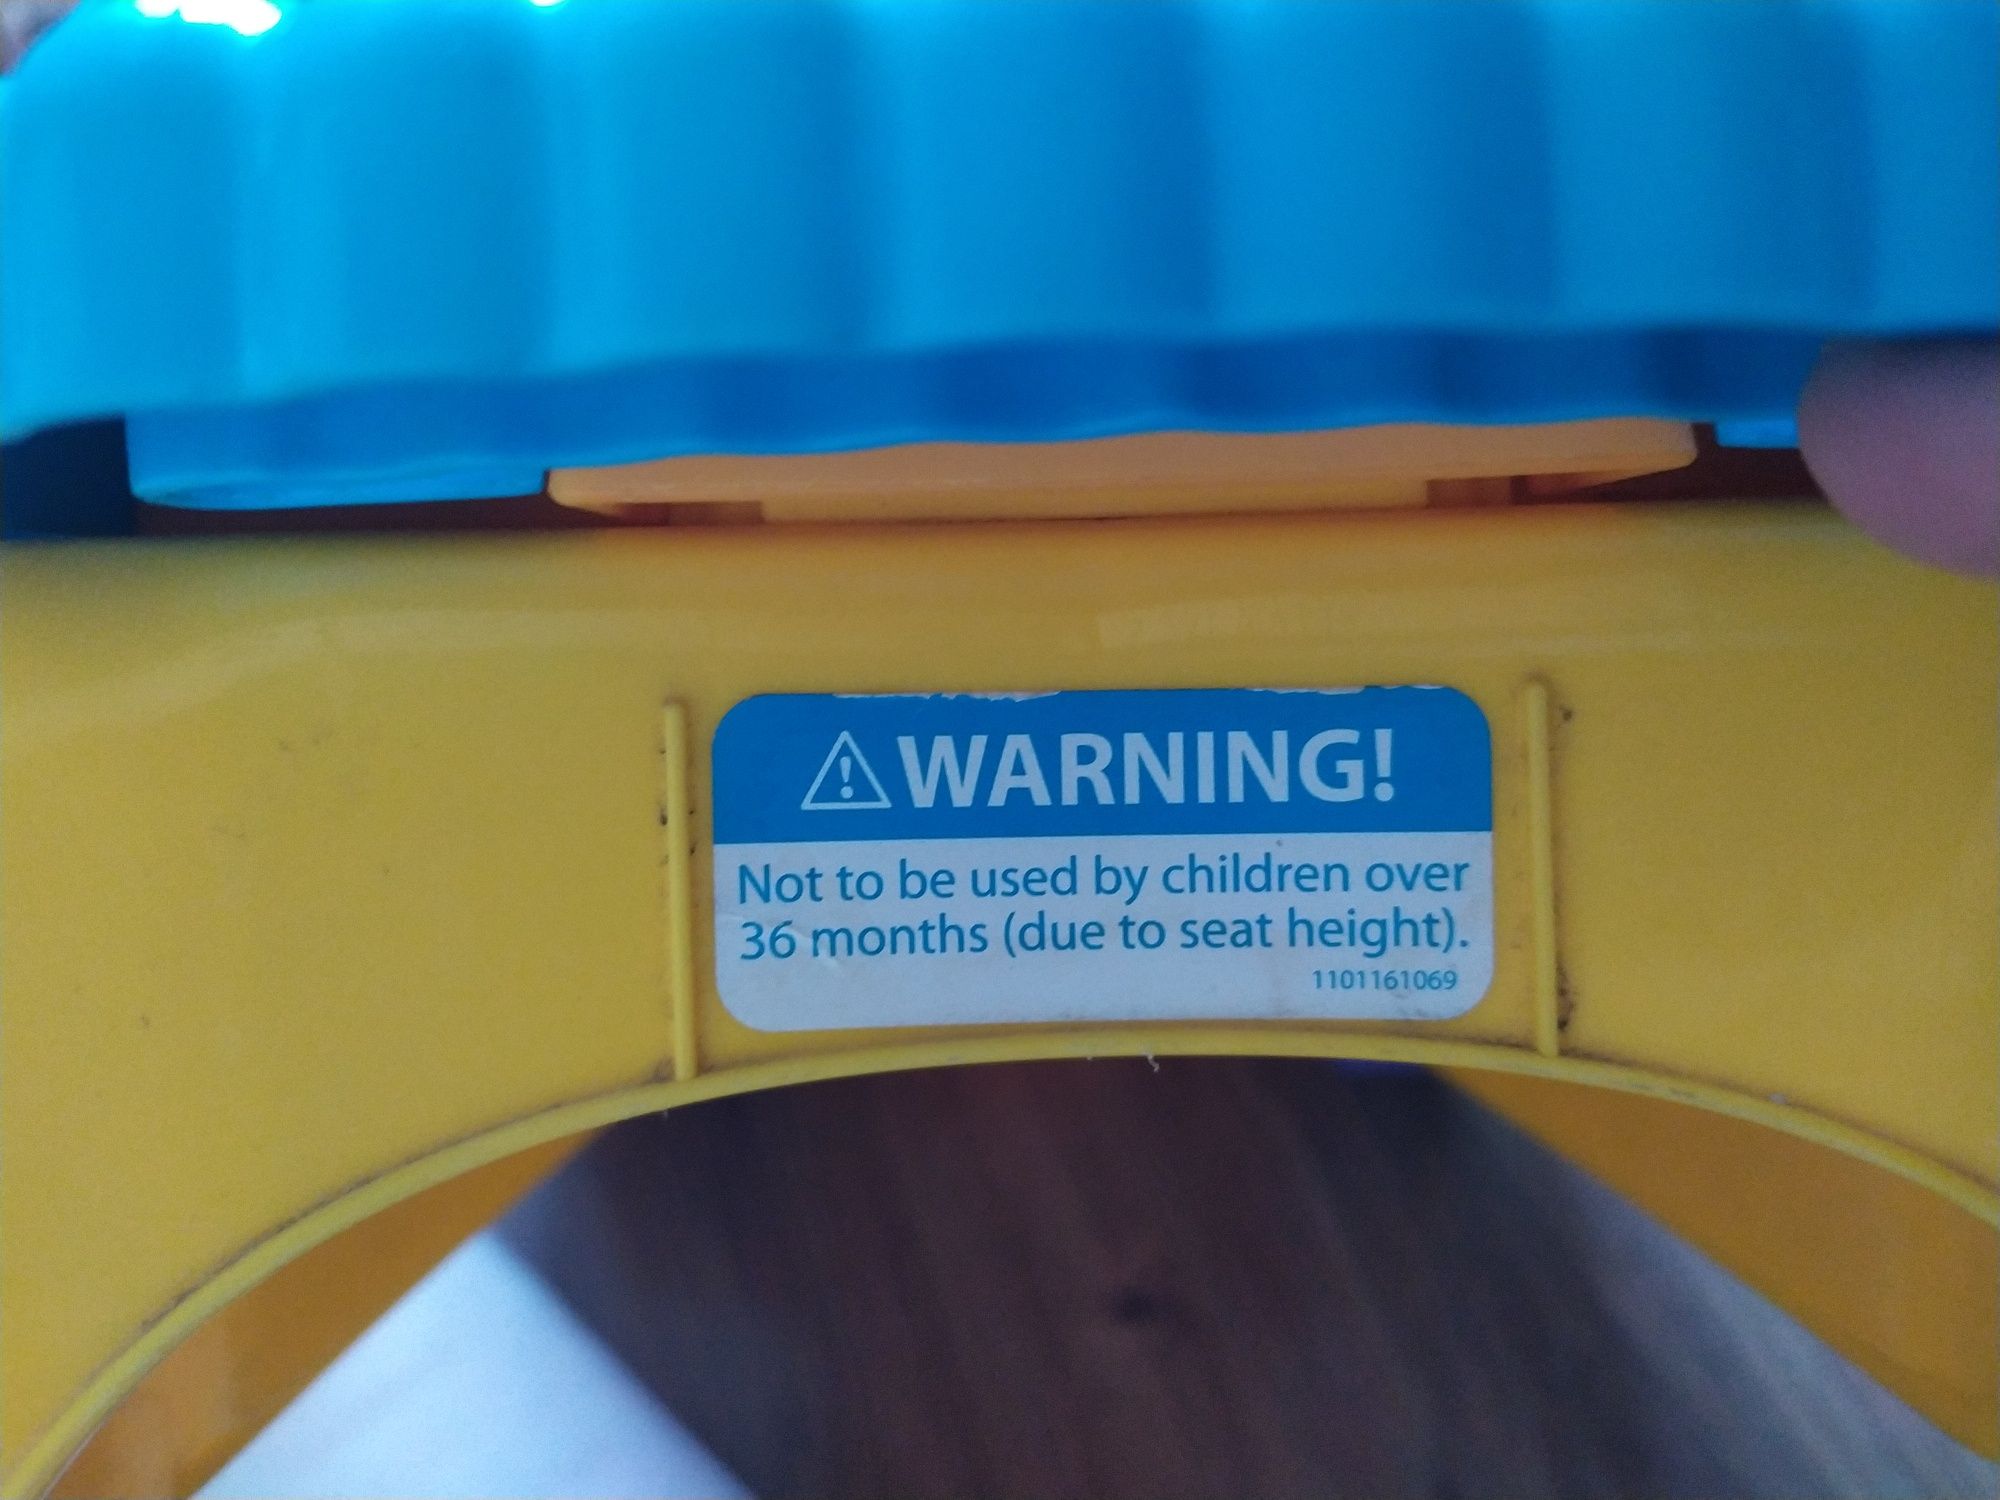 WARNING!
Not to be used by children over
36 months (due to seat height).
1101161069